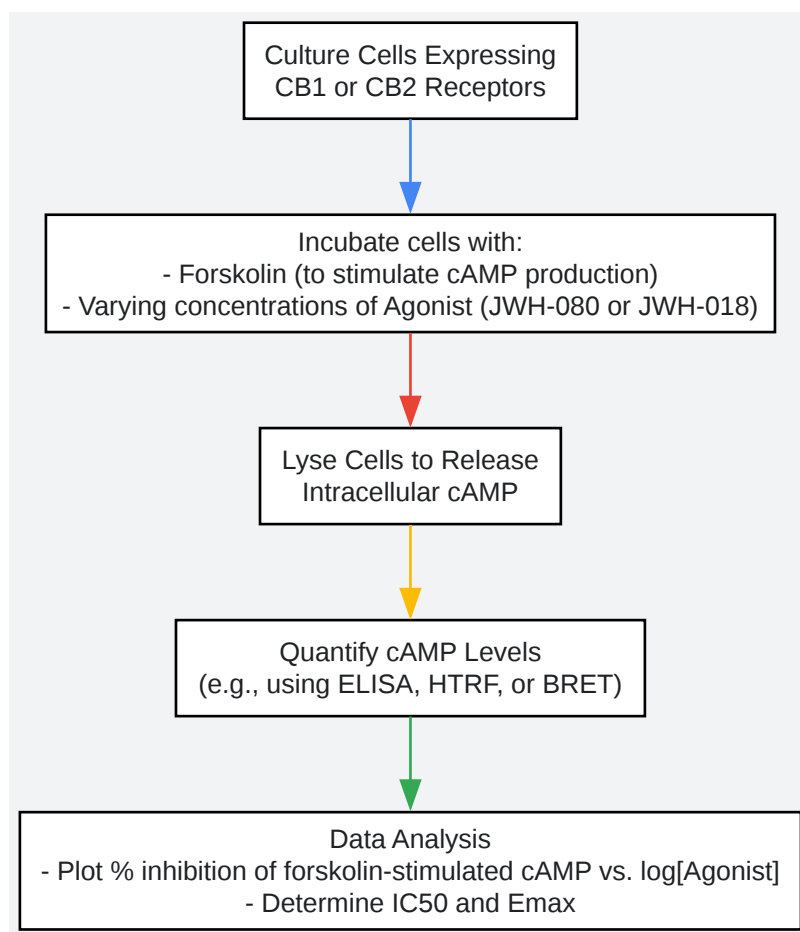 Culture Cells Expressing
CB1 or CB2 Receptors
Incubate cells with:
- Forskolin (to stimulate cAMP production)
- Varying concentrations of Agonist (JWH-080 or JWH-018)
Lyse Cells to Release
Intracellular cAMP
Quantify cAMP Levels
(e.g., using ELISA, HTRF, or BRET)
Data Analysis
- Plot % inhibition of forskolin-stimulated cAMP vs. log[Agonist]
- Determine IC50 and Emax